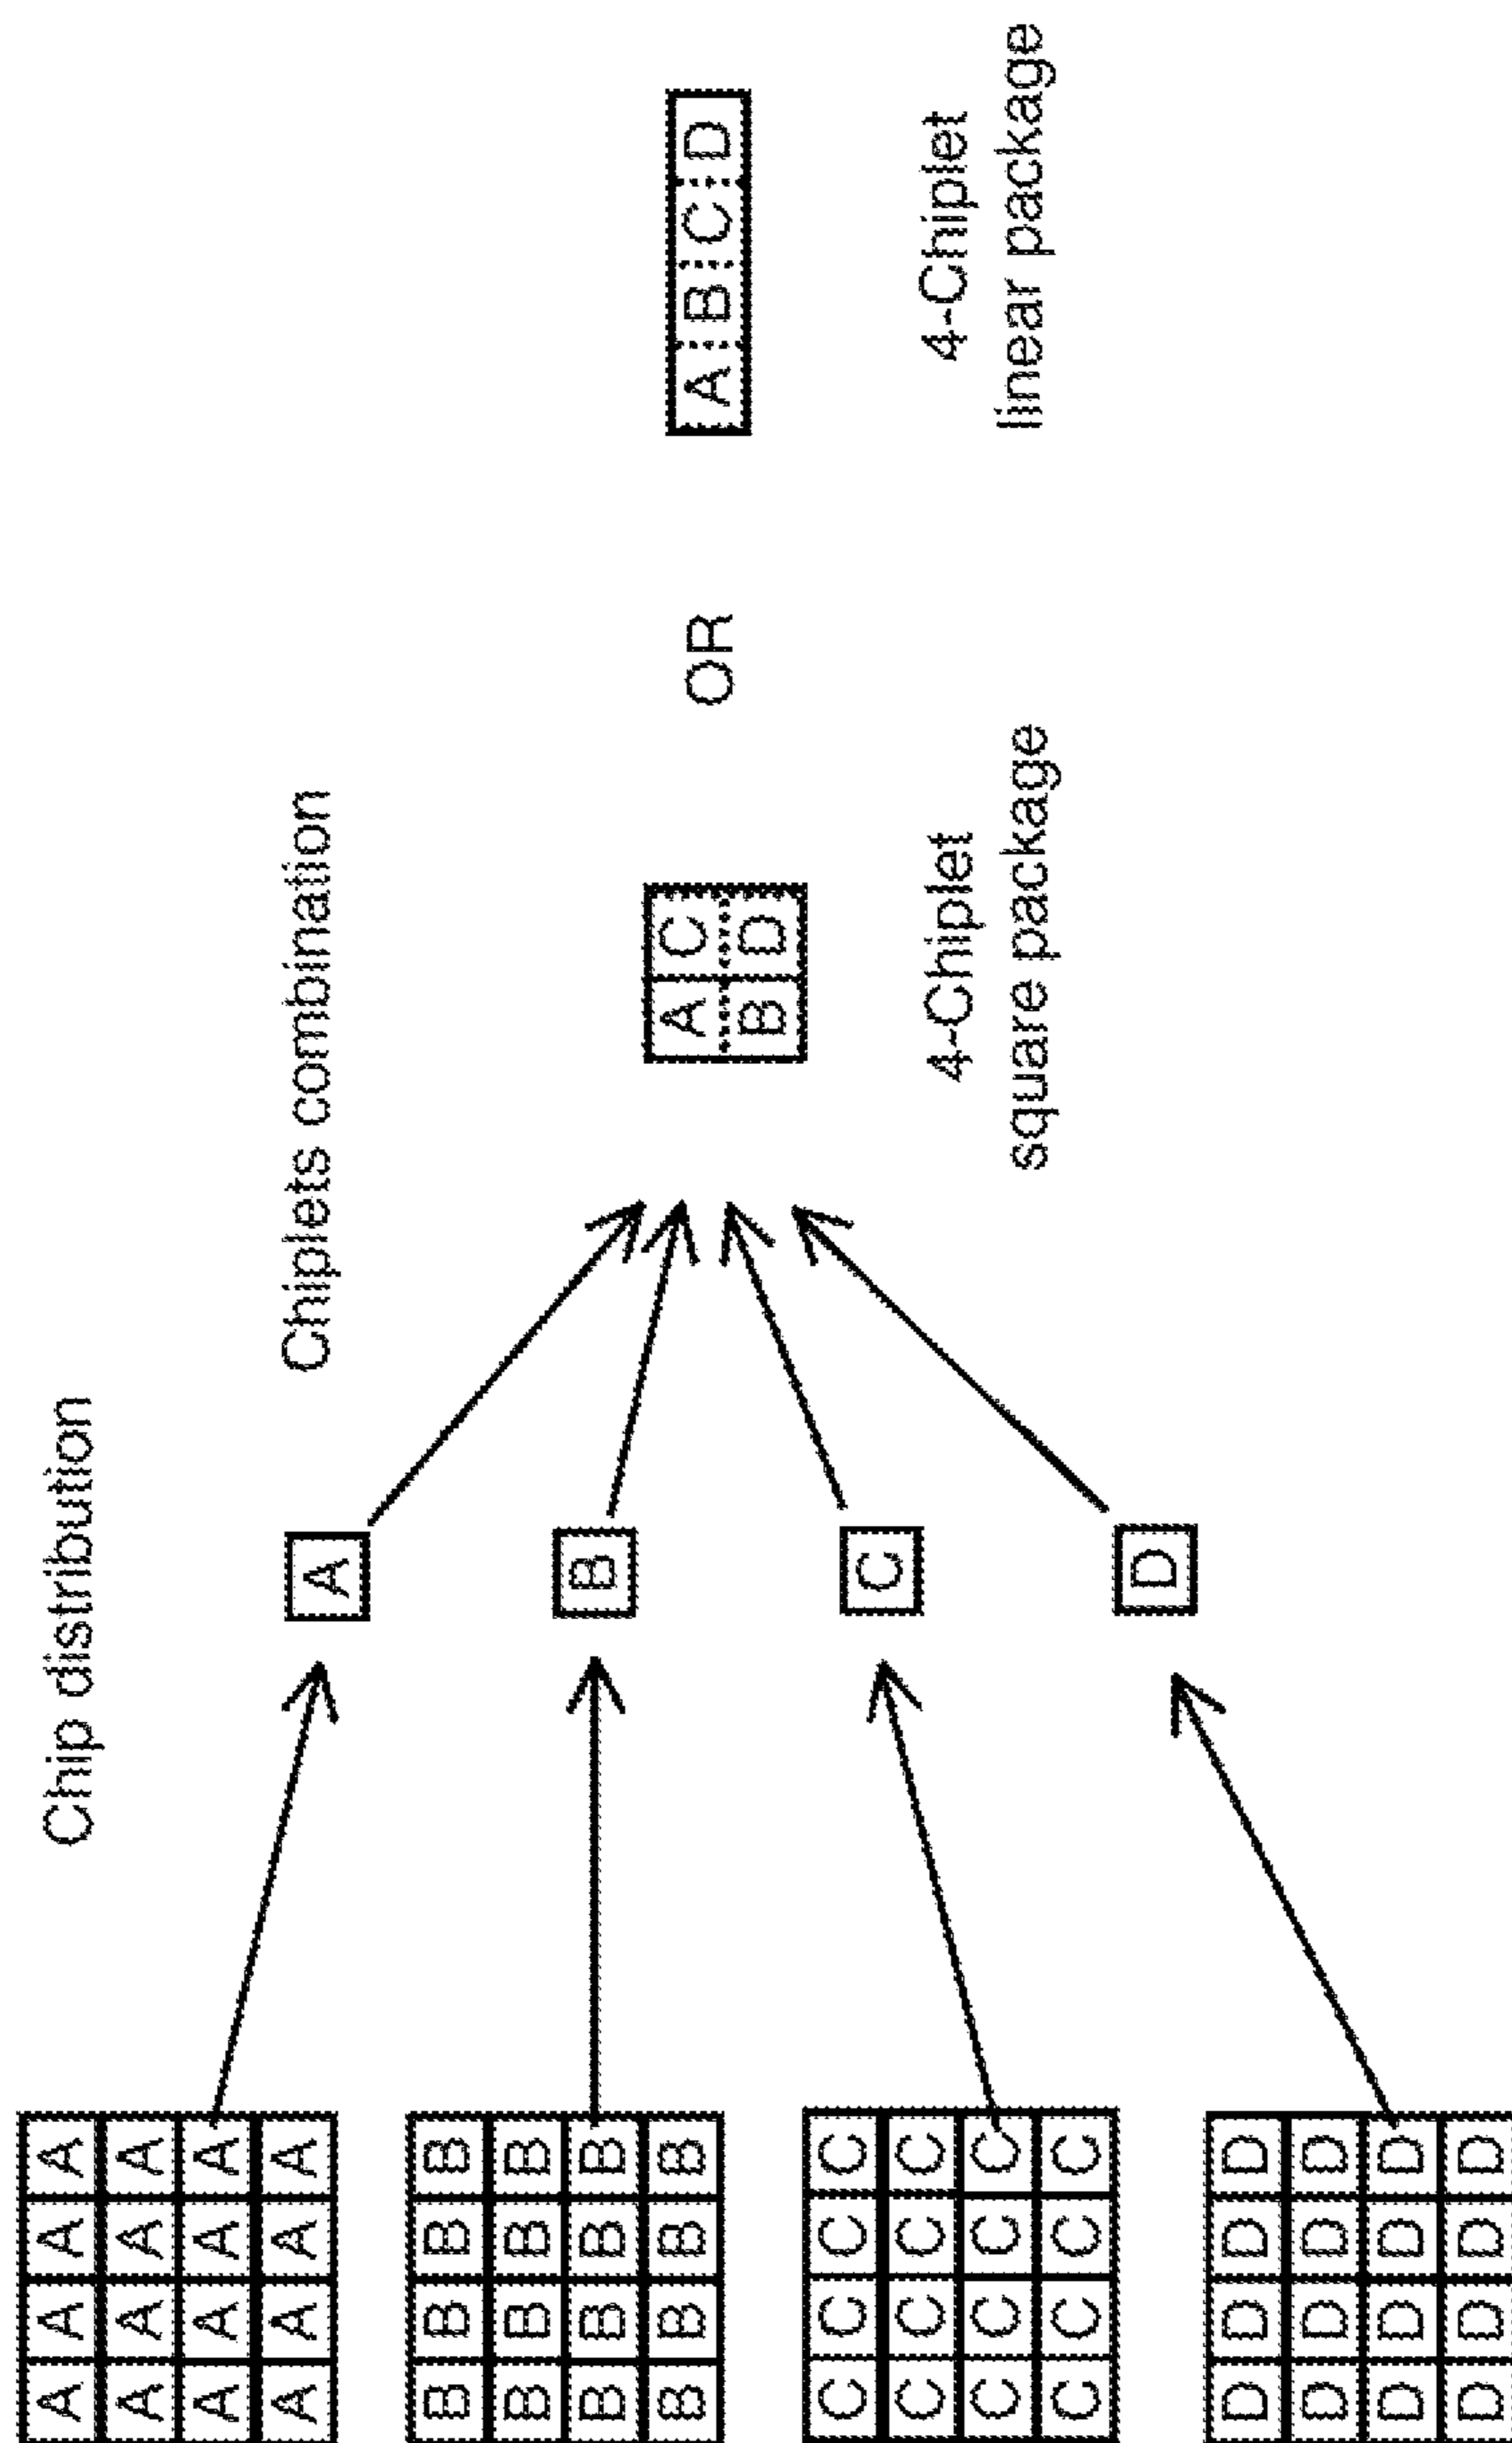 Chip distribution
Chiplets combination
A A A A
A A A A
A A A A
A A A A
B B B B
B B B B
B B B B
B B B B
C C C C
C C C C
C C C C
C C C C
D D D D
D D D D
D D D D
D D D D
A
B
C
D
A C
B D
4-Chiplet
square package
OR
A B C D
4-Chiplet
linear package